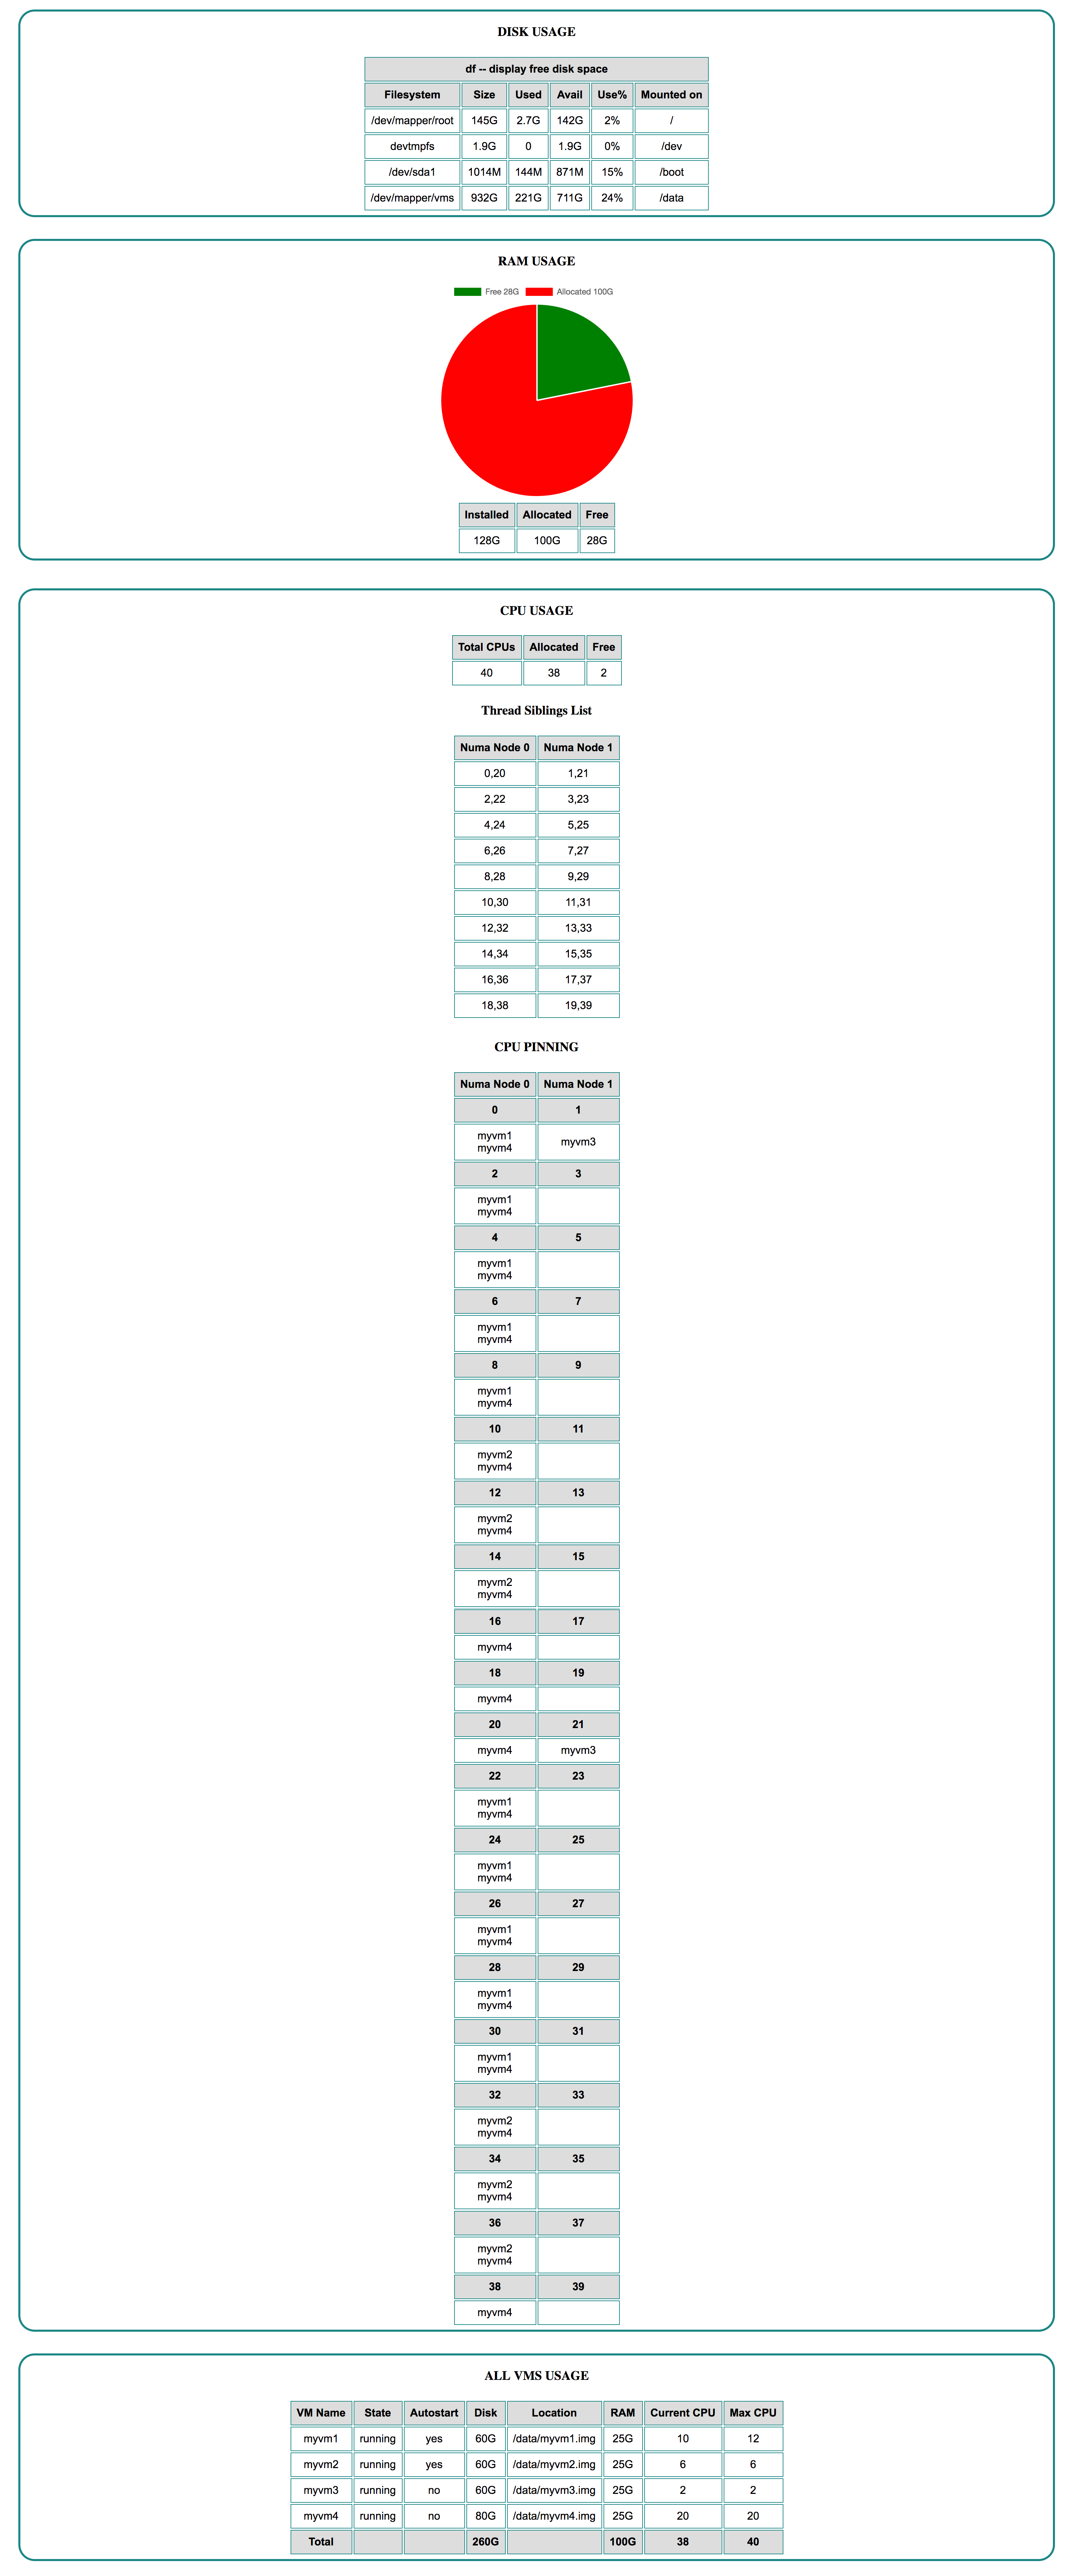 DISK USAGE
df -- display free disk space
Filesystem Size Used Avail Use% Mounted on
/dev/mapper/root 145G 2.7G 142G 2% /
devtmpfs 1.9G 0 1.9G 0% /dev
/dev/sda1 1014M 144M 871M 15% /boot
/dev/mapper/vms 932G 221G 711G 24% /data
RAM USAGE
Free 28G Allocated 100G
Installed Allocated Free
128G 100G 28G
CPU USAGE
Total CPUs Allocated Free
40 38 2
Thread Siblings List
Numa Node 0 Numa Node 1
0,20 1,21
2,22 3,23
4,24 5,25
6,26 7,27
8,28 9,29
10,30 11,31
12,32 13,33
14,34 15,35
16,36 17,37
18,38 19,39
CPU PINNING
Numa Node 0 Numa Node 1
0 1
myvm1
myvm4 myvm3
2 3
myvm1
myvm4
4 5
myvm1
myvm4
6 7
myvm1
myvm4
8 9
myvm1
myvm4
10 11
myvm2
myvm4
12 13
myvm2
myvm4
14 15
myvm2
myvm4
16 17
myvm4
18 19
myvm4
20 21
myvm4 myvm3
22 23
myvm1
myvm4
24 25
myvm1
myvm4
26 27
myvm1
myvm4
28 29
myvm1
myvm4
30 31
myvm1
myvm4
32 33
myvm2
myvm4
34 35
myvm2
myvm4
36 37
myvm2
myvm4
38 39
myvm4
ALL VMS USAGE
VM Name State Autostart Disk Location RAM Current CPU Max CPU
myvm1 running yes 60G /data/myvm1.img 25G 10 12
myvm2 running yes 60G /data/myvm2.img 25G 6 6
myvm3 running no 60G /data/myvm3.img 25G 2 2
myvm4 running no 80G /data/myvm4.img 25G 20 20
Total 260G 100G 38 40